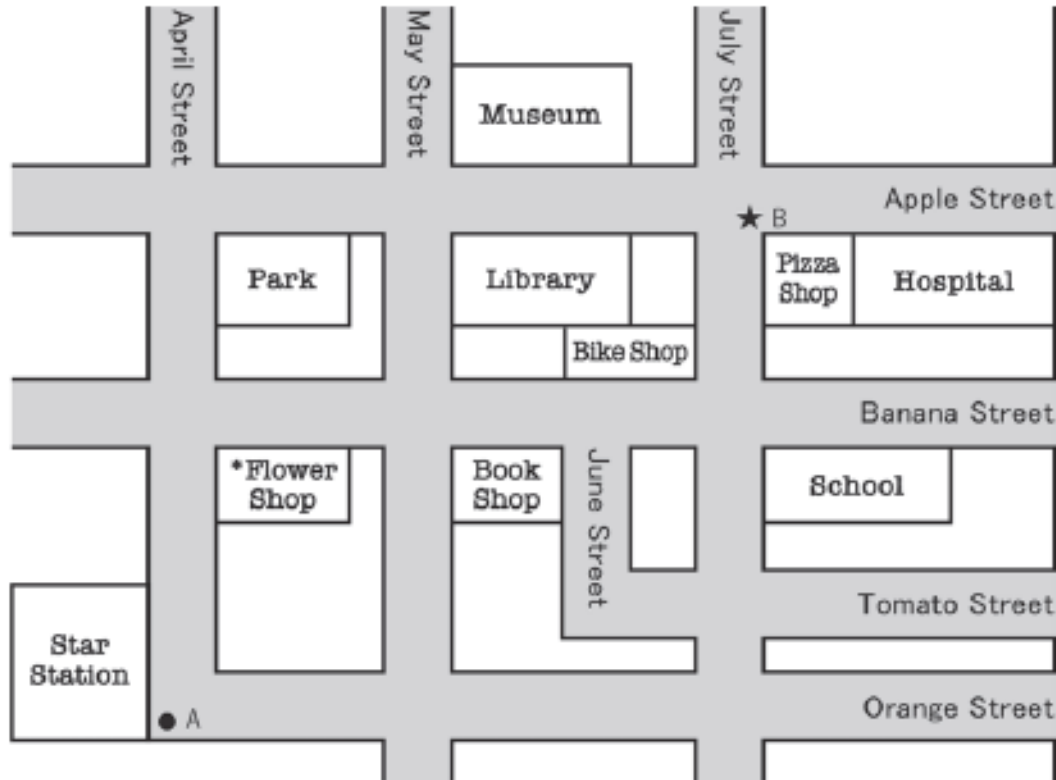 April Street
May Street
July Street
Museum
Apple Street
★ B
Park
Library
Pizza
Shop
Hospital
Bike Shop
Banana Street
*Flower
Shop
Book
Shop
June Street
School
Tomato Street
Star
Station
● A
Orange Street